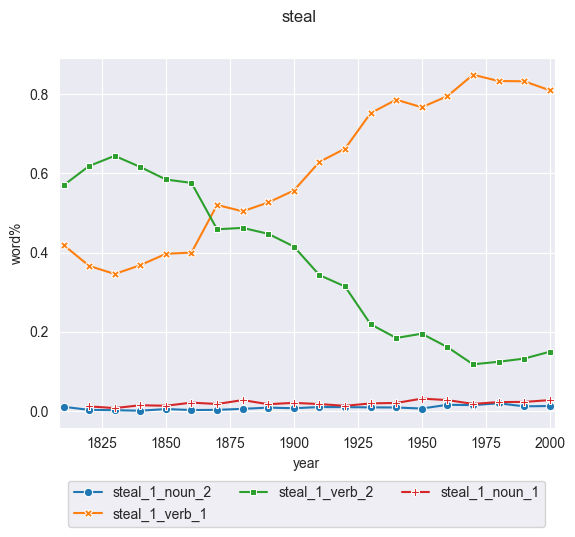 steal
0.8
0.6
0.4
0.2
0.0
word%
1825 1850 1875 1900 1925 1950 1975 2000
year
steal_1_noun_2 steal_1_verb_2 steal_1_noun_1
steal_1_verb_1